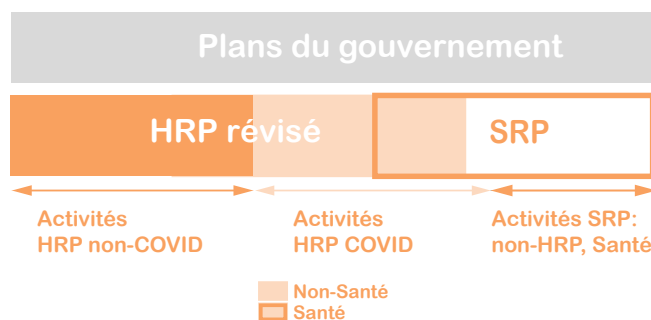 Plans du gouvernement
HRP révisé
SRP
Activités
HRP non-COVID
Activités
HRP COVID
Activités SRP:
non-HRP, Santé
Non-Santé
Santé